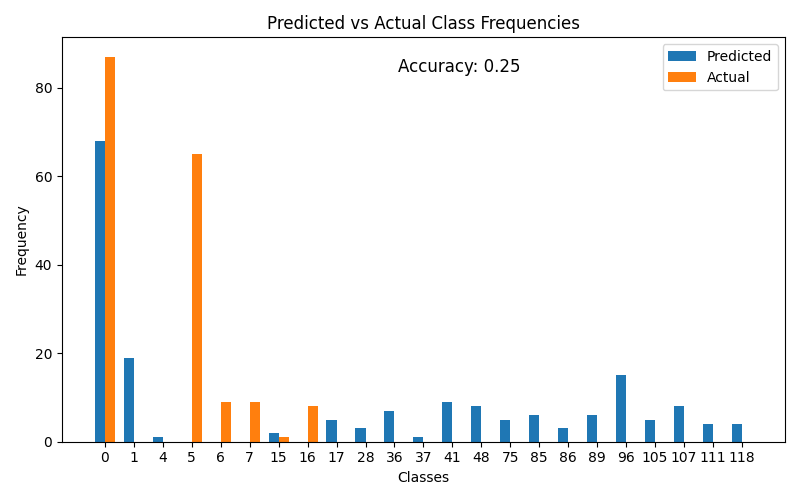 Predicted vs Actual Class Frequencies
Accuracy: 0.25
Predicted
Actual
Frequency
80
60
40
20
0
0 1 4 5 6 7 15 16 17 28 36 37 41 48 75 85 86 89 96 105 107 111 118
Classes